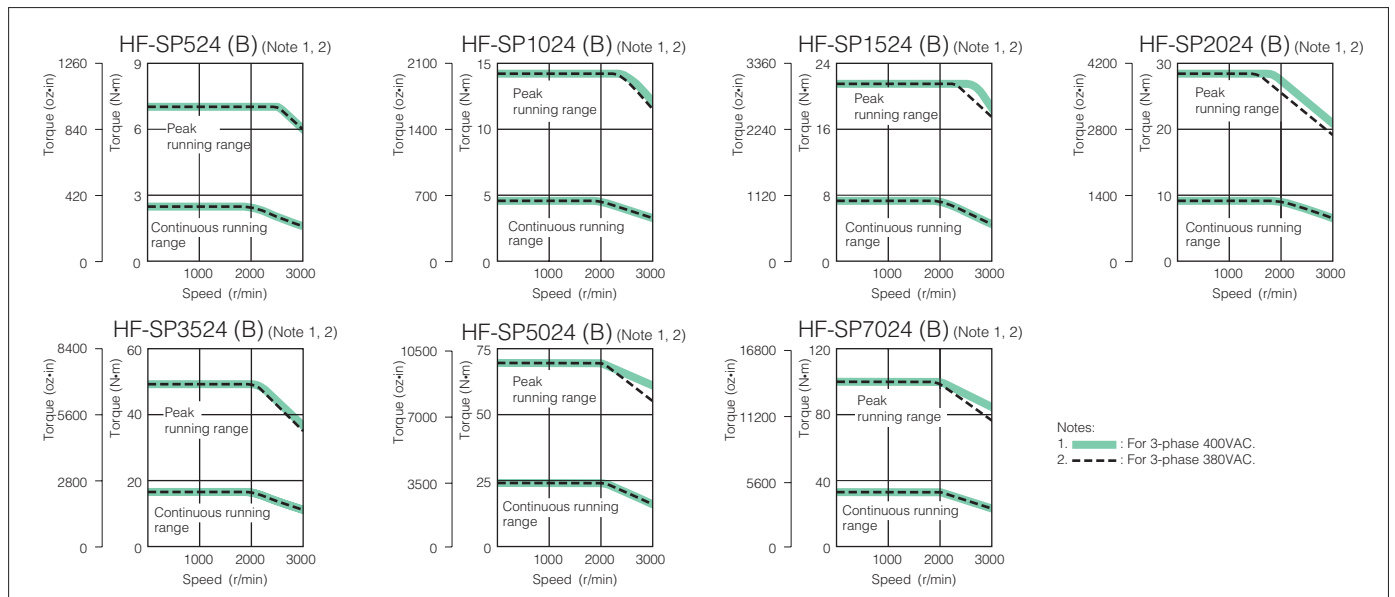 HF-SP524 (B) (Note 1, 2)
Torque (oz•in)
1260
840
420
0
Torque (N•m)
9
6
3
0
Peak
running range
Continuous running
range
1000 2000 3000
Speed (r/min)
HF-SP1024 (B) (Note 1, 2)
Torque (oz•in)
2100
1400
700
0
Torque (N•m)
15
10
5
0
Peak
running range
Continuous running
range
1000 2000 3000
Speed (r/min)
HF-SP1524 (B) (Note 1, 2)
Torque (oz•in)
3360
2240
1120
0
Torque (N•m)
24
16
8
0
Peak
running range
Continuous running
range
1000 2000 3000
Speed (r/min)
HF-SP2024 (B) (Note 1, 2)
Torque (oz•in)
4200
2800
1400
0
Torque (N•m)
30
20
10
0
Peak
running range
Continuous running
range
1000 2000 3000
Speed (r/min)
HF-SP3524 (B) (Note 1, 2)
Torque (oz•in)
8400
5600
2800
0
Torque (N•m)
60
40
20
0
Peak
running range
Continuous running
range
1000 2000 3000
Speed (r/min)
HF-SP5024 (B) (Note 1, 2)
Torque (oz•in)
10500
7000
3500
0
Torque (N•m)
75
50
25
0
Peak
running range
Continuous running
range
1000 2000 3000
Speed (r/min)
HF-SP7024 (B) (Note 1, 2)
Torque (oz•in)
16800
11200
5600
0
Torque (N•m)
120
80
40
0
Peak
running range
Continuous running
range
1000 2000 3000
Speed (r/min)
Notes:
1. : For 3-phase 400VAC.
2. : For 3-phase 380VAC.